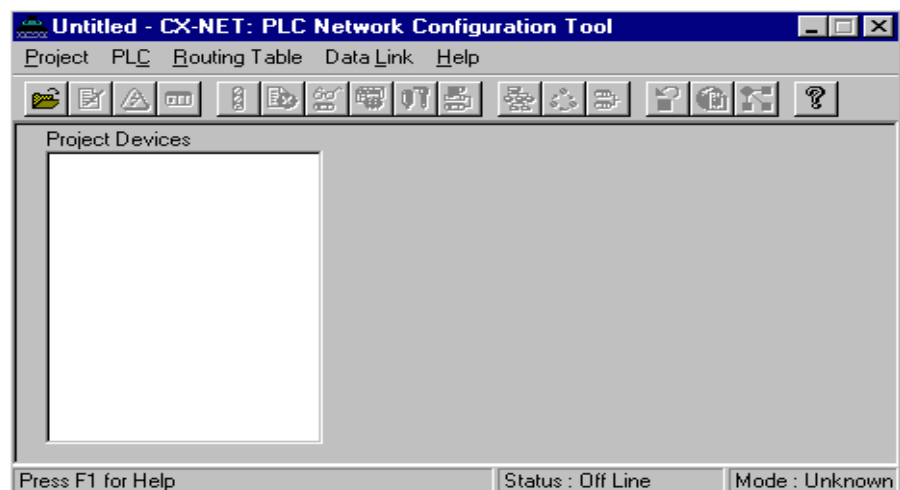 Untitled - CX-NET: PLC Network Configuration Tool
Project PLC Routing Table Data Link Help
Project Devices
Press F1 for Help Status : Off Line Mode : Unknown